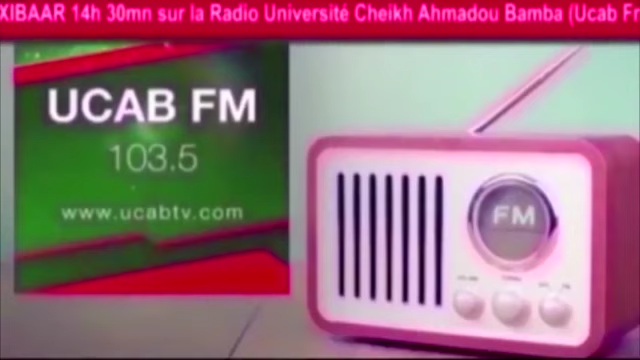 XIBAAR 14h 30mn sur la Radio Université Cheikh Ahmadou Bamba (Ucab F
UCAB FM
103.5
www.ucabtv.com
FM